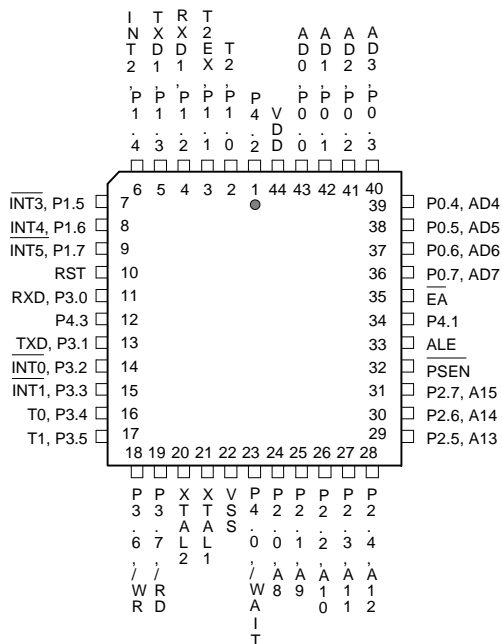 INT2, P1.4
TXD1, P1.3
RXD1, P1.2
T2EX, P1.1
T2, P1.0
P4.2
VDD
AD0, P0.0
AD1, P0.1
AD2, P0.2
AD3, P0.3
6 5 4 3 2 1 44 43 42 41 40
INT3, P1.5 7
INT4, P1.6 8
INT5, P1.7 9
RST 10
RXD, P3.0 11
P4.3 12
TXD, P3.1 13
INT0, P3.2 14
INT1, P3.3 15
T0, P3.4 16
T1, P3.5 17
39 P0.4, AD4
38 P0.5, AD5
37 P0.6, AD6
36 P0.7, AD7
35 EA
34 P4.1
33 ALE
32 PSEN
31 P2.7, A15
30 P2.6, A14
29 P2.5, A13
18 19 20 21 22 23 24 25 26 27 28
P3.6, /WR
P3.7, /RD
XTAL2
XTAL1
VSS
P4.0, /WAIT
P2.0, A8
P2.1, A9
P2.2, A10
P2.3, A11
P2.4, A12